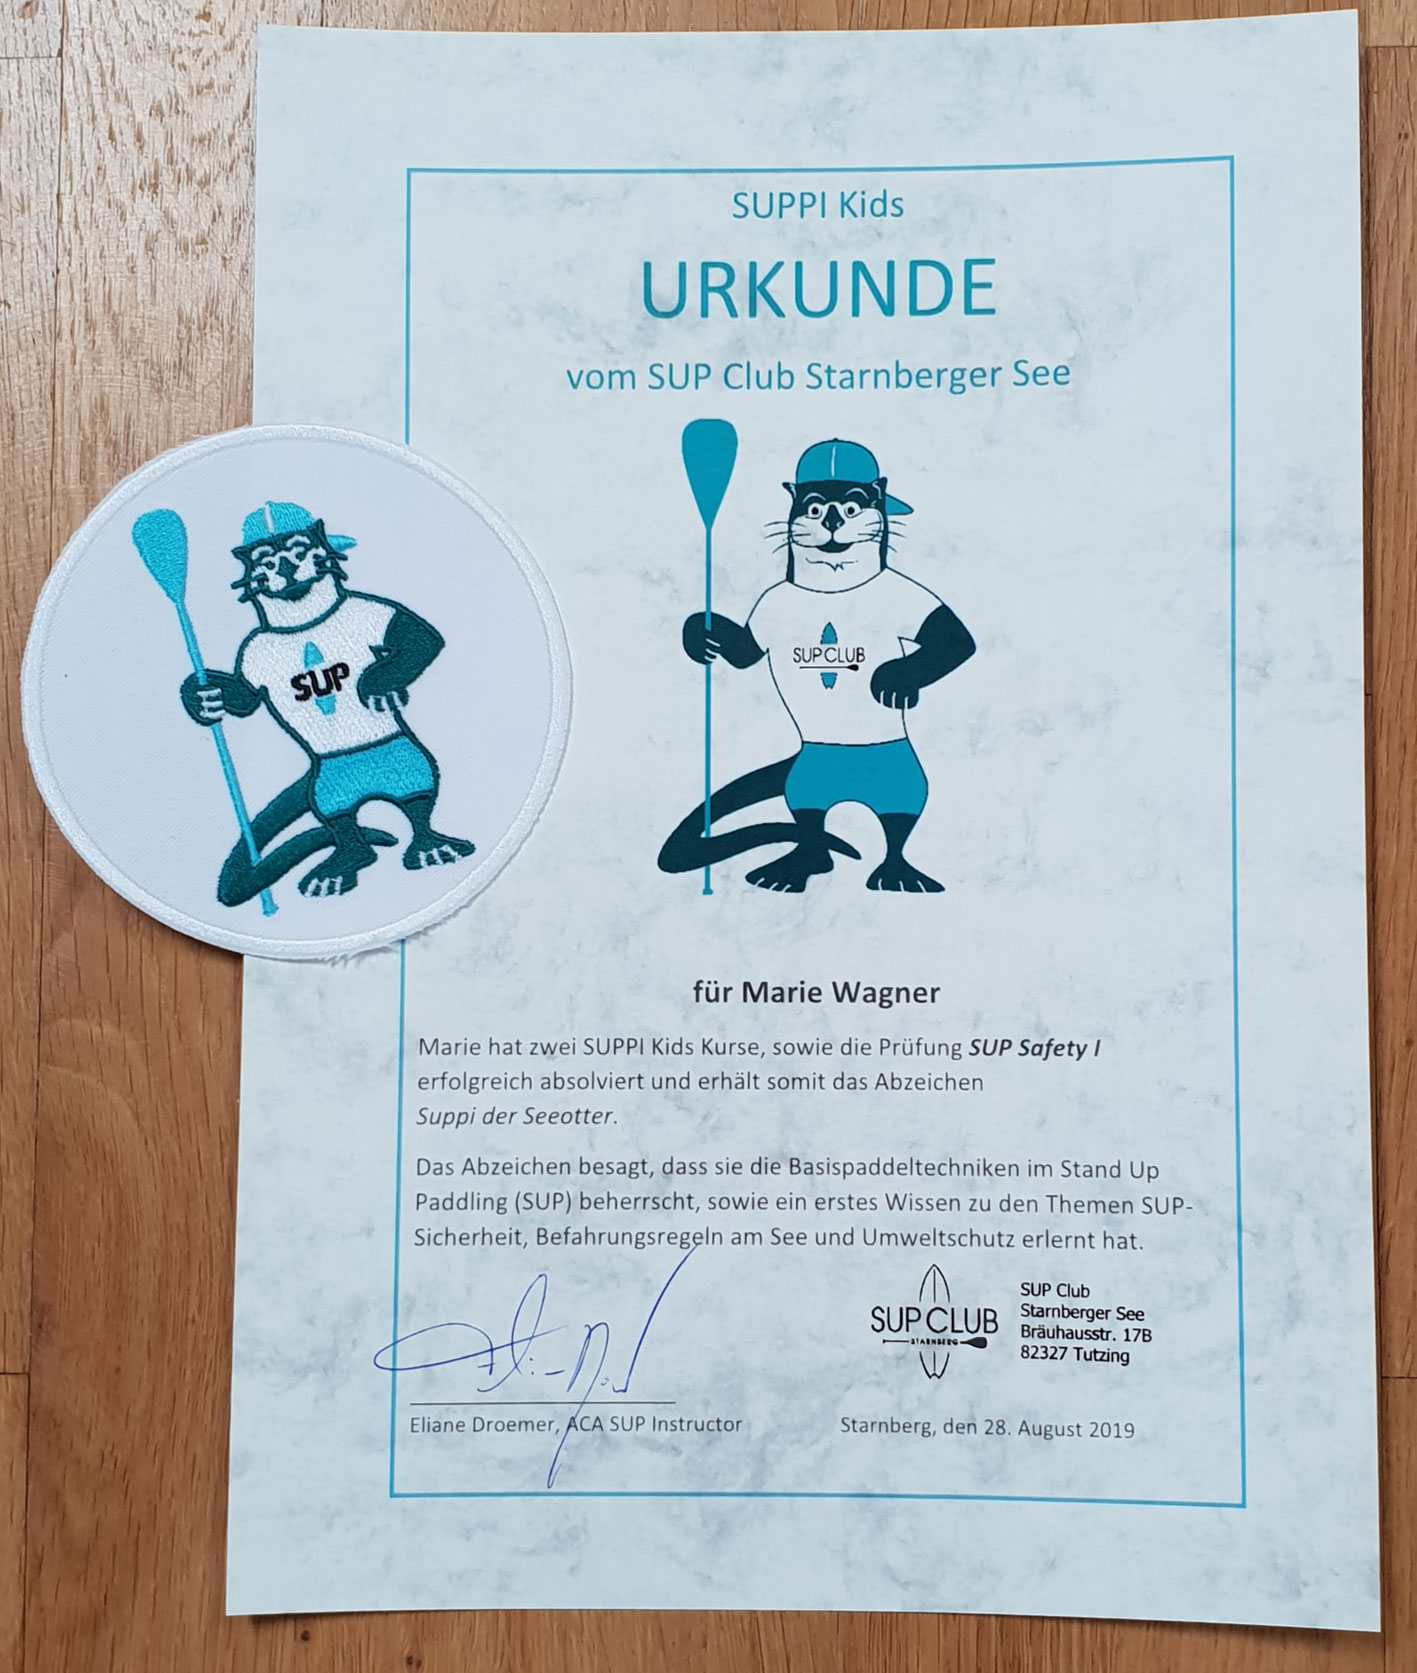 SUPPI Kids
URKUNDE
vom SUP Club Starnberger See
SUP
SUP CLUB
für Marie Wagner
Marie hat zwei SUPPI Kids Kurse, sowie die Prüfung SUP Safety I
erfolgreich absolviert und erhält somit das Abzeichen
Suppi der Seeotter.
Das Abzeichen besagt, dass sie die Basispaddeltechniken im Stand Up
Paddling (SUP) beherrscht, sowie ein erstes Wissen zu den Themen SUP-
Sicherheit, Befahrungsregeln am See und Umweltschutz erlernt hat.
SUP CLUB
STARNBERG
SUP Club
Starnberger See
Bräuhausstr. 17B
82327 Tutzing
Eliane Droemer, ACA SUP Instructor
Starnberg, den 28. August 2019